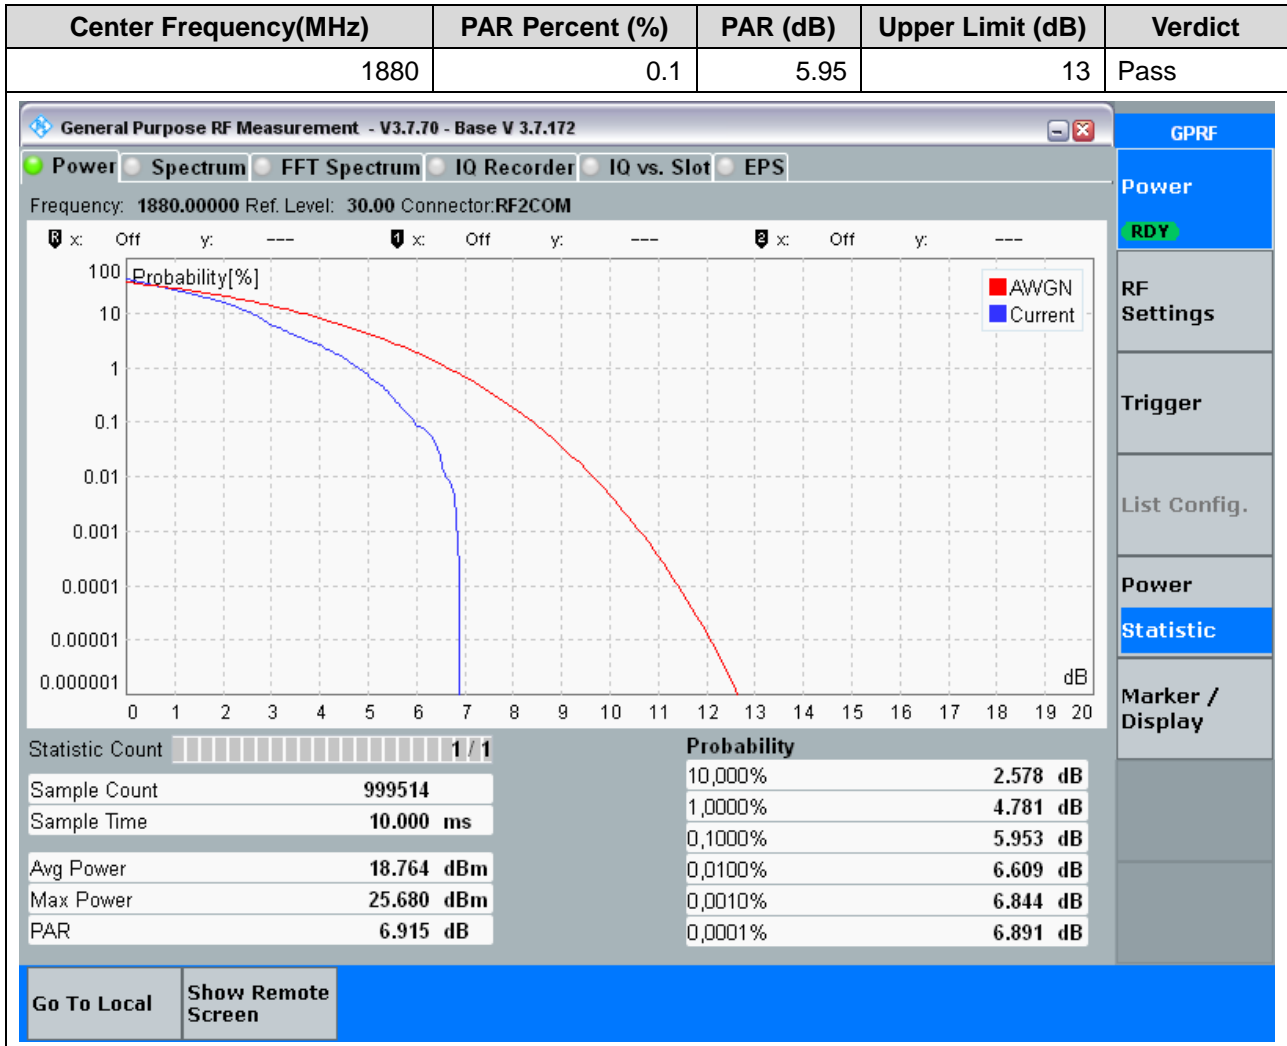 Center Frequency(MHz) PAR Percent (%) PAR (dB) Upper Limit (dB) Verdict
1880 0.1 5.95 13 Pass
General Purpose RF Measurement - V3.7.70 - Base V 3.7.172
GPRF
Power Spectrum FFT Spectrum IQ Recorder IQ vs. Slot EPS
Frequency: 1880.00000 Ref. Level: 30.00 Connector:RF2COM
Power
RDY
R x: Off y: --- 1 x: Off y: --- 2 x: Off y: ---
Probability[%]
100
10
1
0.1
0.01
0.001
0.0001
0.00001
0.000001
AWGN
Current
dB
0 1 2 3 4 5 6 7 8 9 10 11 12 13 14 15 16 17 18 19 20
RF
Settings
Trigger
List Config.
Power
Statistic
Marker /
Display
Statistic Count 1 / 1
Sample Count 999514
Sample Time 10.000 ms
Avg Power 18.764 dBm
Max Power 25.680 dBm
PAR 6.915 dB
Probability
10,000% 2.578 dB
1,0000% 4.781 dB
0,1000% 5.953 dB
0,0100% 6.609 dB
0,0010% 6.844 dB
0,0001% 6.891 dB
Go To Local
Show Remote
Screen